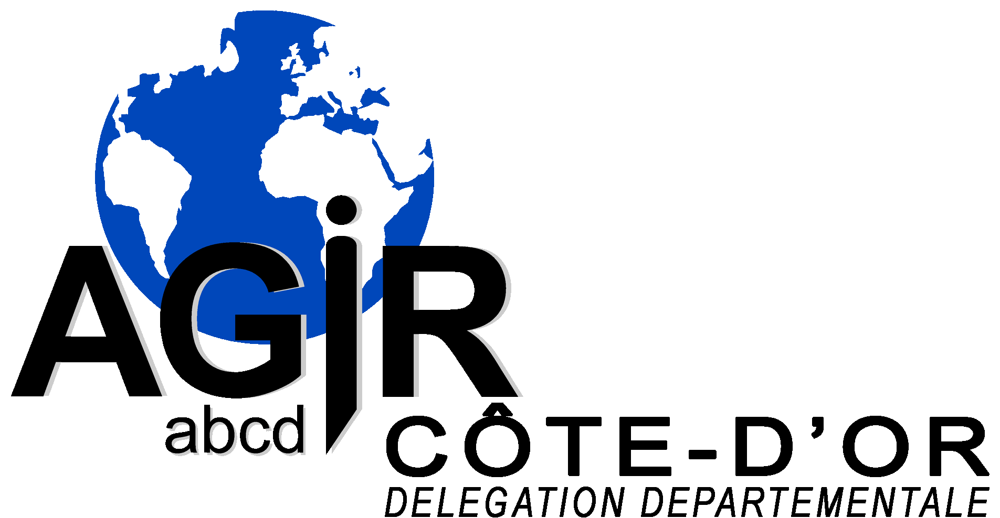 AGiR
abcd
CÔTE-D’OR
DELEGATION DEPARTEMENTALE